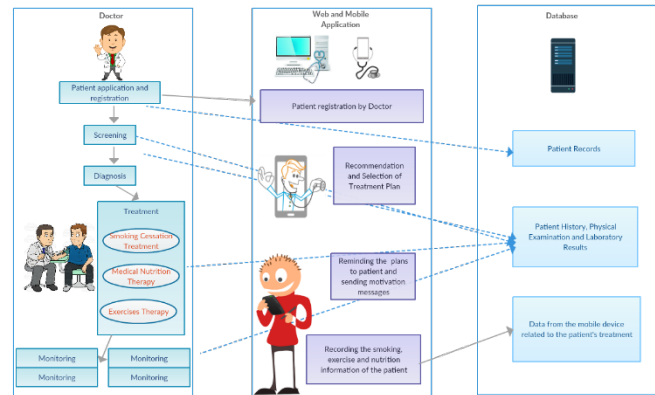 Doctor
Patient application and
registration
Screening
Diagnosis
Treatment
Smoking Cessation
Treatment
Medical Nutrition
Therapy
Exercises Therapy
Monitoring
Monitoring
Monitoring
Monitoring
Web and Mobile
Application
Patient registration by Doctor
Recommendation
and Selection of
Treatment Plan
Reminding the plans
to patient and
sending motivation
messages
Recording the smoking,
exercise and nutrition
information of the patient
Database
Patient Records
Patient History, Physical
Examination and Laboratory
Results
Data from the mobile device
related to the patient's treatment